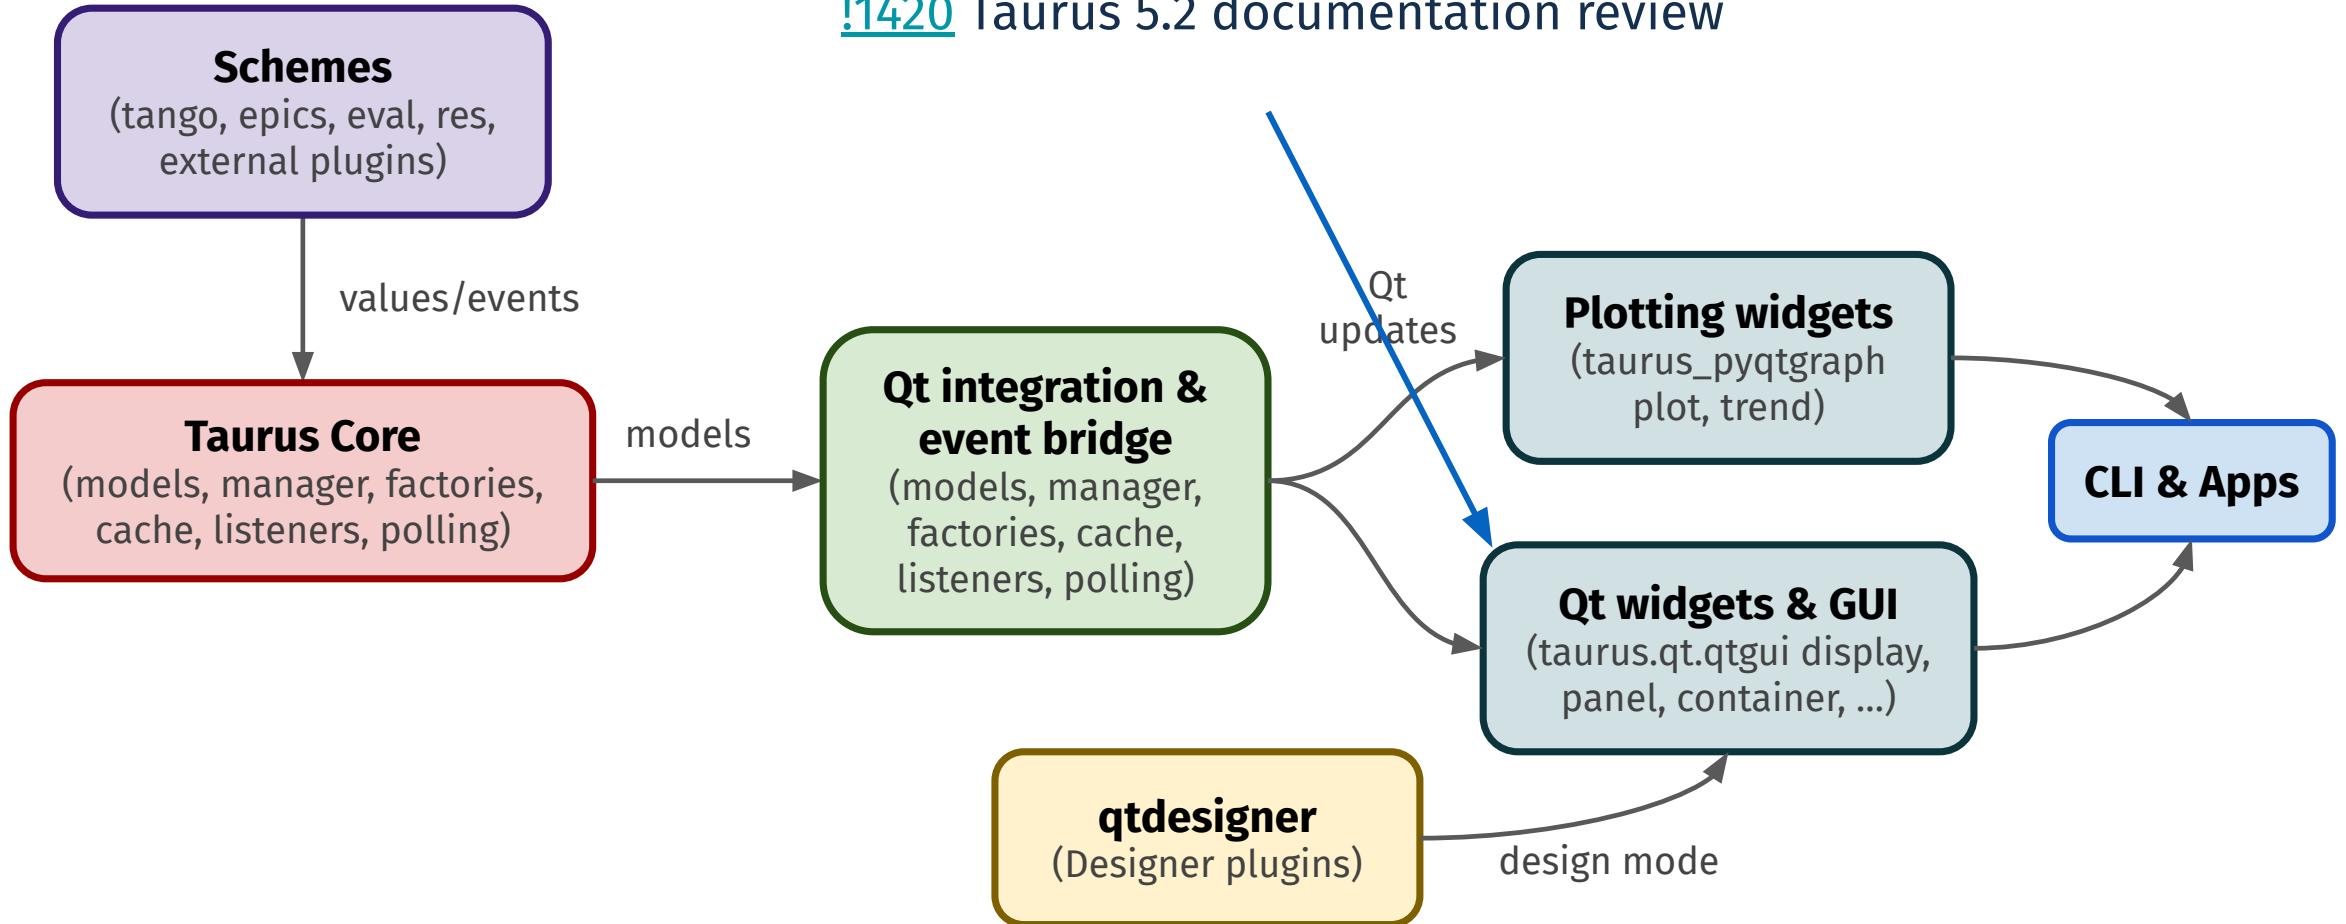 !1420 Taurus 5.2 documentation review
Schemes
(tango, epics, eval, res,
external plugins)
values/events
Taurus Core
(models, manager, factories,
cache, listeners, polling)
models
Qt integration &
event bridge
(models, manager,
factories, cache,
listeners, polling)
Qt
updates
Plotting widgets
(taurus_pyqtgraph
plot, trend)
CLI & Apps
Qt widgets & GUI
(taurus.qt.qtgui display,
panel, container, ...)
qtdesigner
(Designer plugins)
design mode